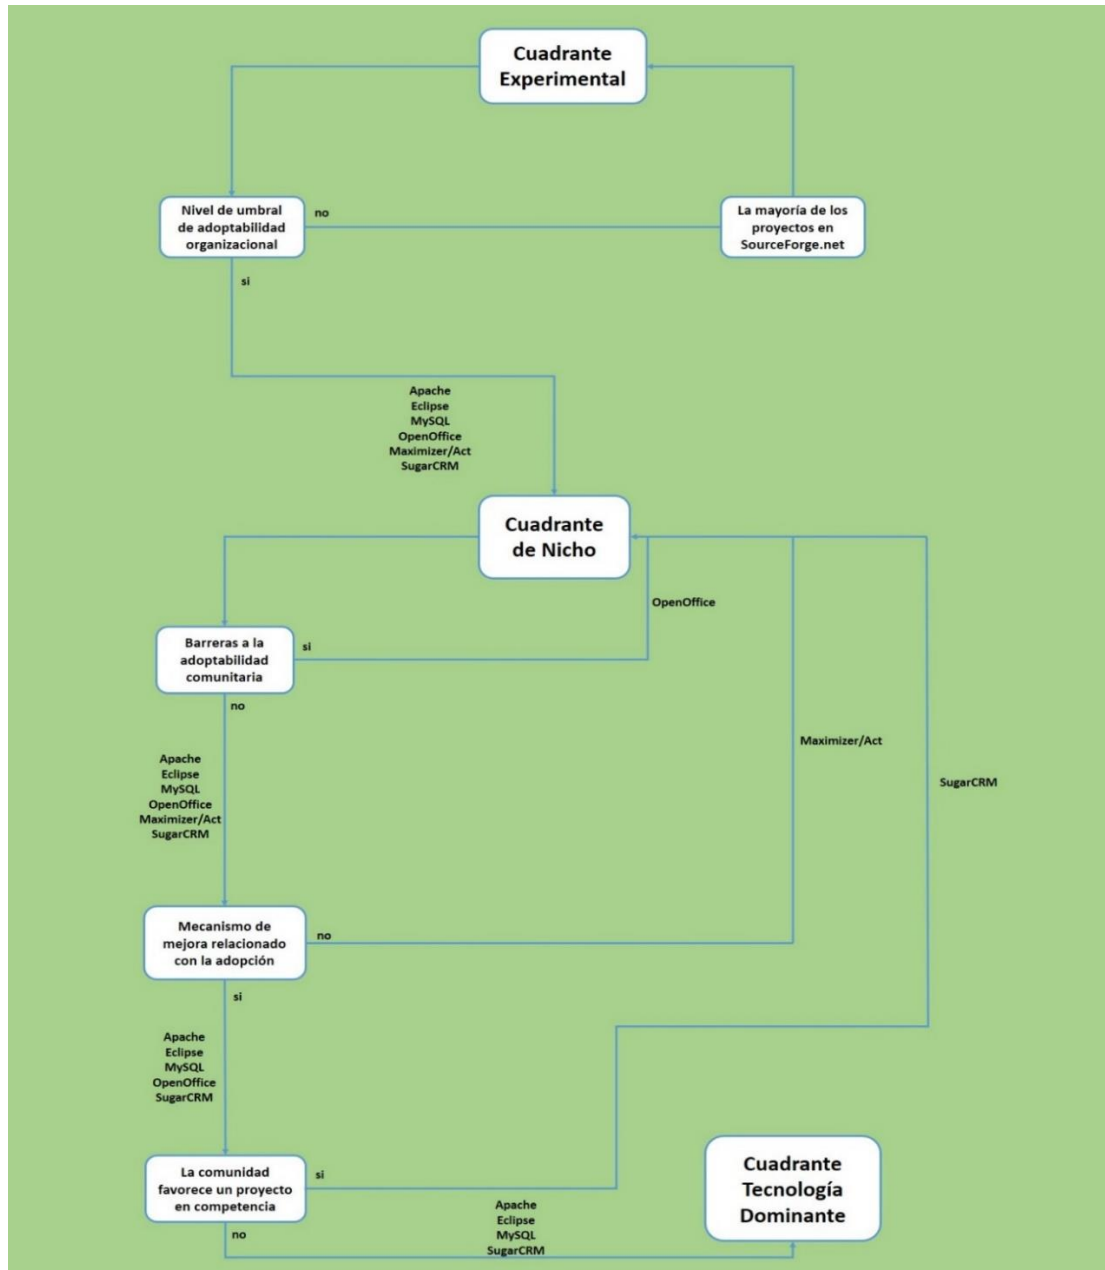 Cuadrante
Experimental
Nivel de umbral
de adoptabilidad
organizacional
no
La mayoría de los
proyectos en
SourceForge.net
si
Apache
Eclipse
MySQL
OpenOffice
Maximizer/Act
SugarCRM
Cuadrante
de Nicho
OpenOffice
Barreras a la
adoptabilidad
comunitaria
si
no
Maximizer/Act
SugarCRM
Apache
Eclipse
MySQL
OpenOffice
Maximizer/Act
SugarCRM
Mecanismo de
mejora relacionado
con la adopción
no
si
Apache
Eclipse
MySQL
OpenOffice
SugarCRM
La comunidad
favorece un proyecto
en competencia
si
no
Apache
Eclipse
MySQL
SugarCRM
Cuadrante
Tecnología
Dominante